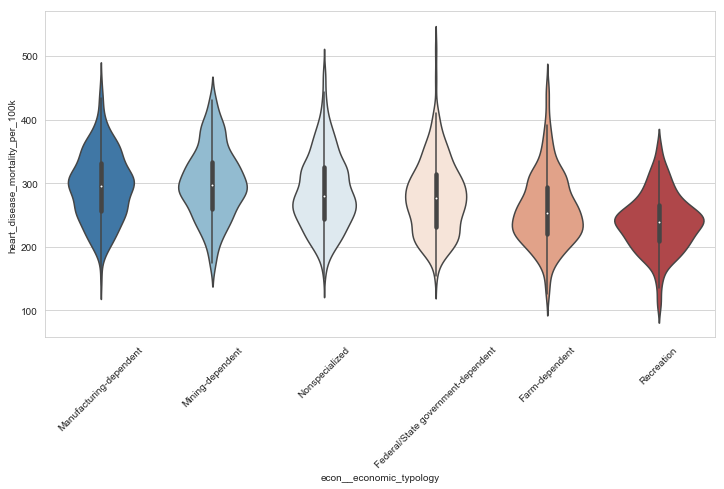 heart_disease_mortality_per_100k
500
400
300
200
100
Manufacturing-dependent
Mining-dependent
Nonspecialized
Federal/State government-dependent
Farm-dependent
Recreation
econ__economic_typology